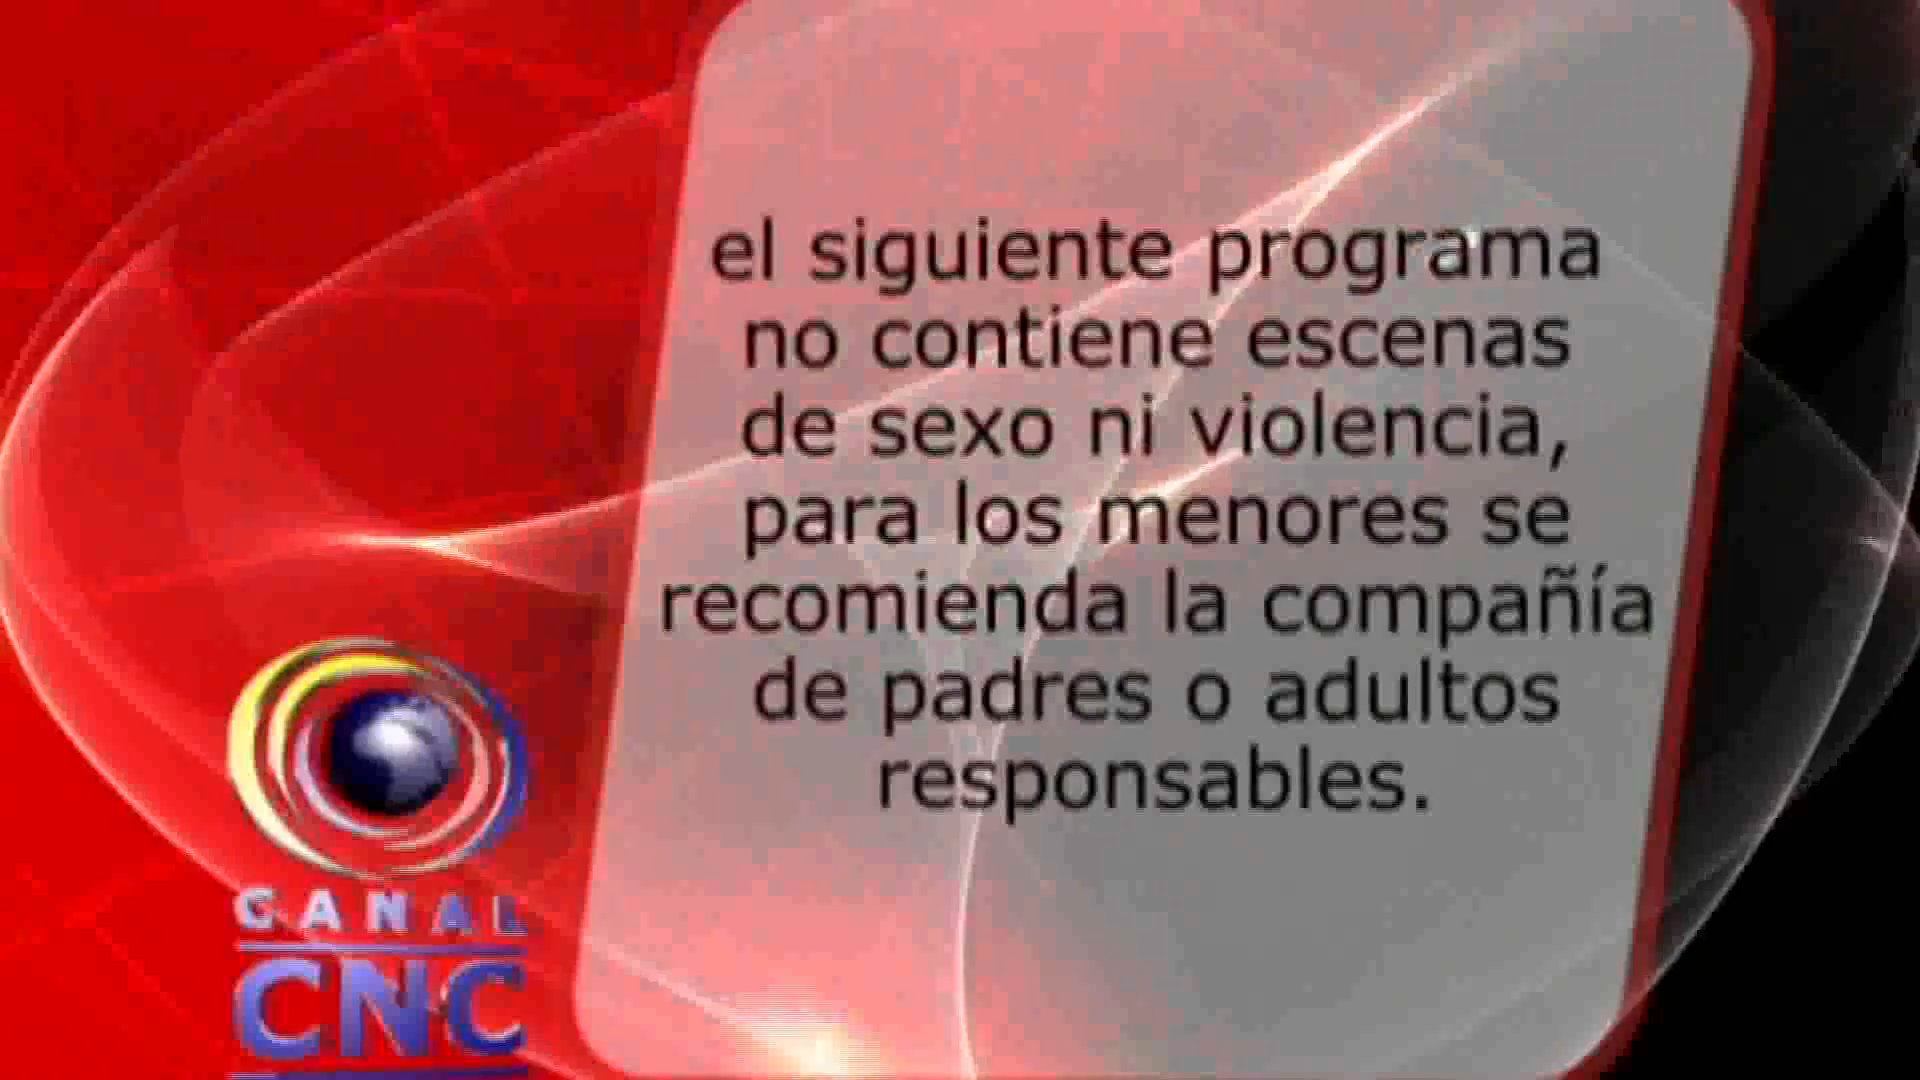 el siguiente programa
no contiene escenas
de sexo ni violencia,
para los menores se
recomienda la compañía
de padres o adultos
responsables.
CANAL
CNC